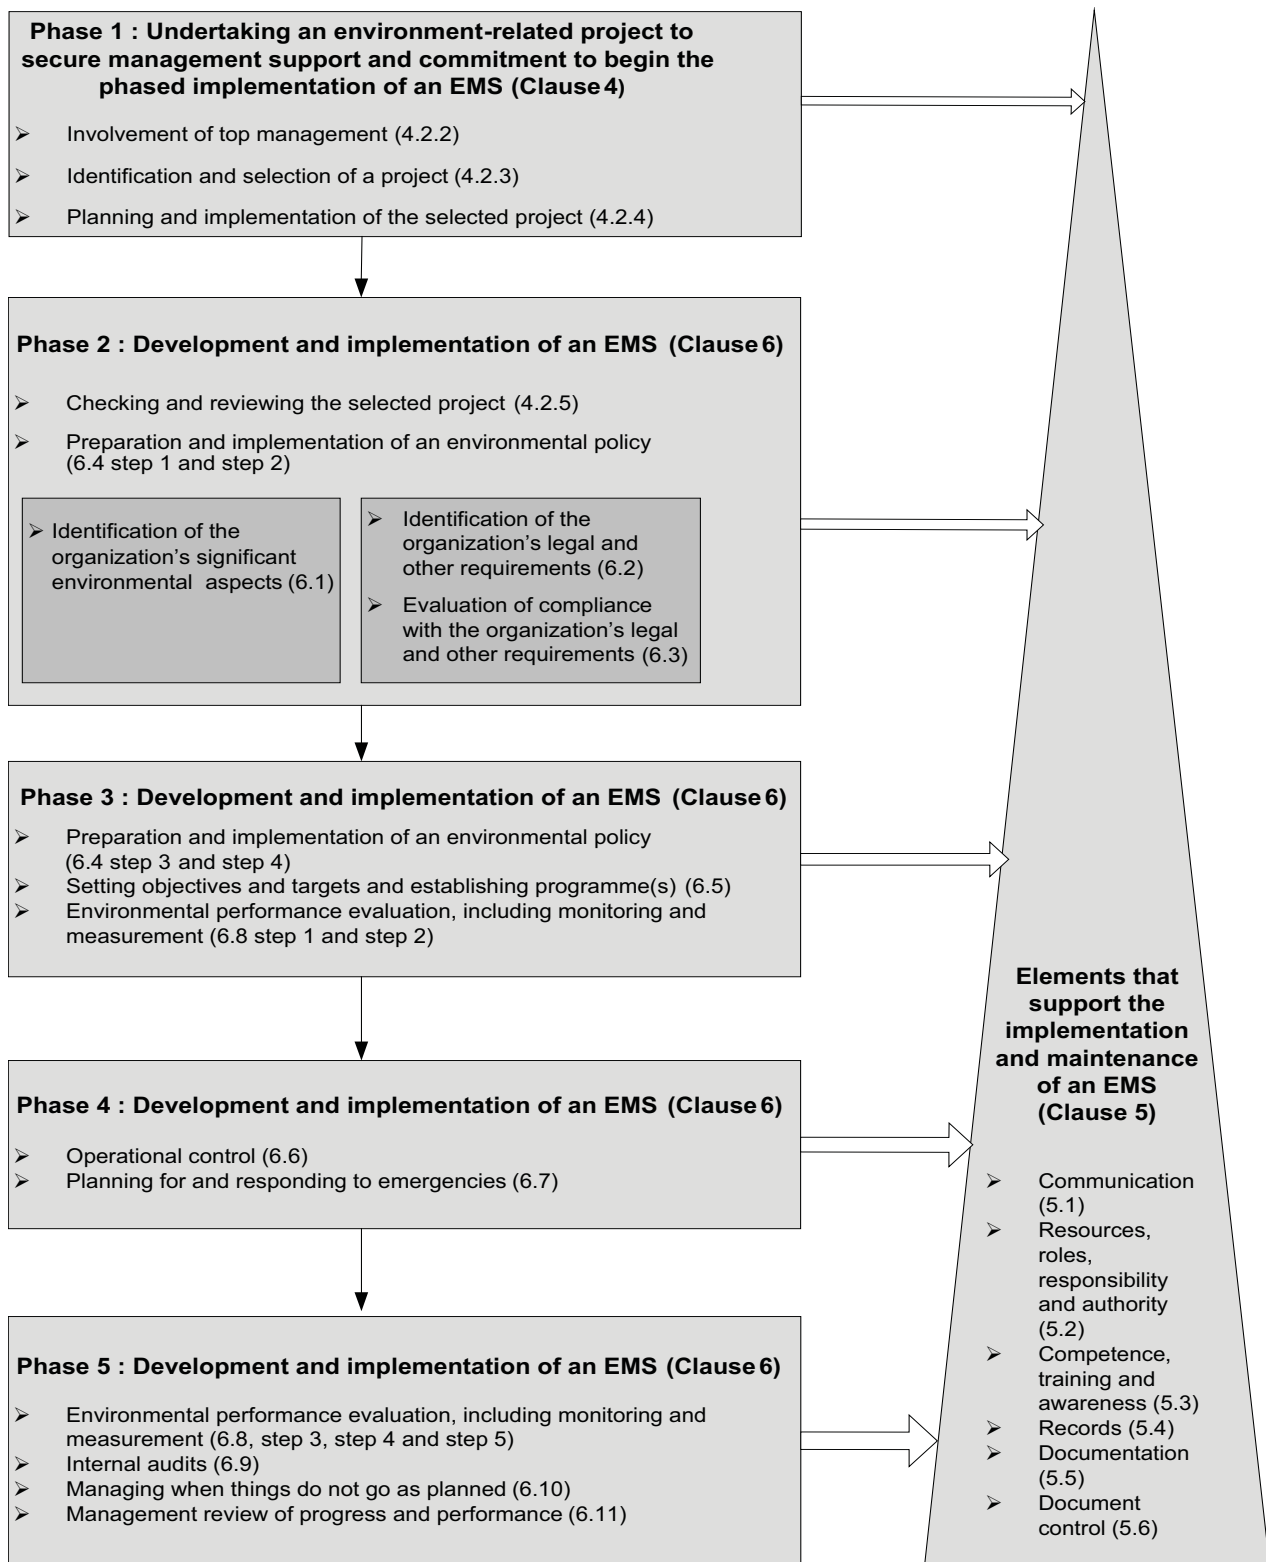 Phase 1 : Undertaking an environment-related project to
secure management support and commitment to begin the
phased implementation of an EMS (Clause 4)
➢ Involvement of top management (4.2.2)
➢ Identification and selection of a project (4.2.3)
➢ Planning and implementation of the selected project (4.2.4)
Phase 2 : Development and implementation of an EMS (Clause 6)
➢ Checking and reviewing the selected project (4.2.5)
➢ Preparation and implementation of an environmental policy
(6.4 step 1 and step 2)
➢ Identification of the
organization’s significant
environmental aspects (6.1)
➢ Identification of the
organization’s legal and
other requirements (6.2)
➢ Evaluation of compliance
with the organization’s legal
and other requirements (6.3)
Phase 3 : Development and implementation of an EMS (Clause 6)
➢ Preparation and implementation of an environmental policy
(6.4 step 3 and step 4)
➢ Setting objectives and targets and establishing programme(s) (6.5)
➢ Environmental performance evaluation, including monitoring and
measurement (6.8 step 1 and step 2)
Phase 4 : Development and implementation of an EMS (Clause 6)
➢ Operational control (6.6)
➢ Planning for and responding to emergencies (6.7)
Phase 5 : Development and implementation of an EMS (Clause 6)
➢ Environmental performance evaluation, including monitoring and
measurement (6.8, step 3, step 4 and step 5)
➢ Internal audits (6.9)
➢ Managing when things do not go as planned (6.10)
➢ Management review of progress and performance (6.11)
Elements that
support the
implementation
and maintenance
of an EMS
(Clause 5)
➢ Communication
(5.1)
➢ Resources,
roles,
responsibility
and authority
(5.2)
➢ Competence,
training and
awareness (5.3)
➢ Records (5.4)
➢ Documentation
(5.5)
➢ Document
control (5.6)